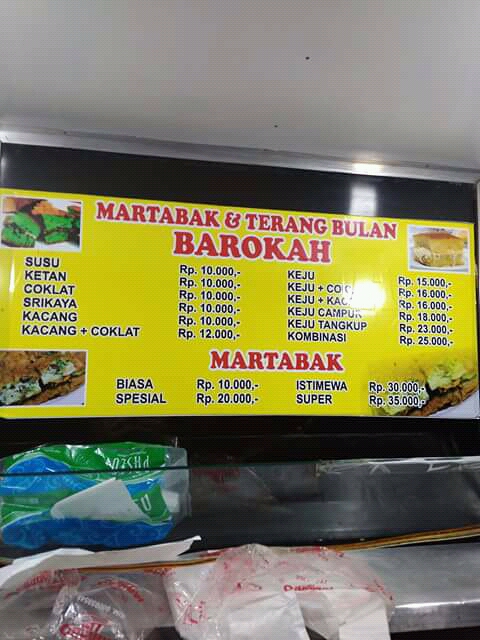 MARTABAK & TERANG BULAN
BAROKAH
SUSU Rp. 10.000,-
KETAN Rp. 10.000,-
COKLAT Rp. 10.000,-
SRIKAYA Rp. 10.000,-
KACANG Rp. 10.000,-
KACANG + COKLAT Rp. 12.000,-
KEJU Rp. 15.000,-
KEJU + Rp. 16.000,-
KEJU + Rp. 16.000,-
KEJU CAMPUR Rp. 18.000,-
KEJU TANGKUP Rp. 23.000,-
KOMBINASI Rp. 25.000,-
MARTABAK
BIASA Rp. 10.000,-
SPESIAL Rp. 20.000,-
ISTIMEWA Rp. 30.000,-
SUPER Rp. 35.000,-